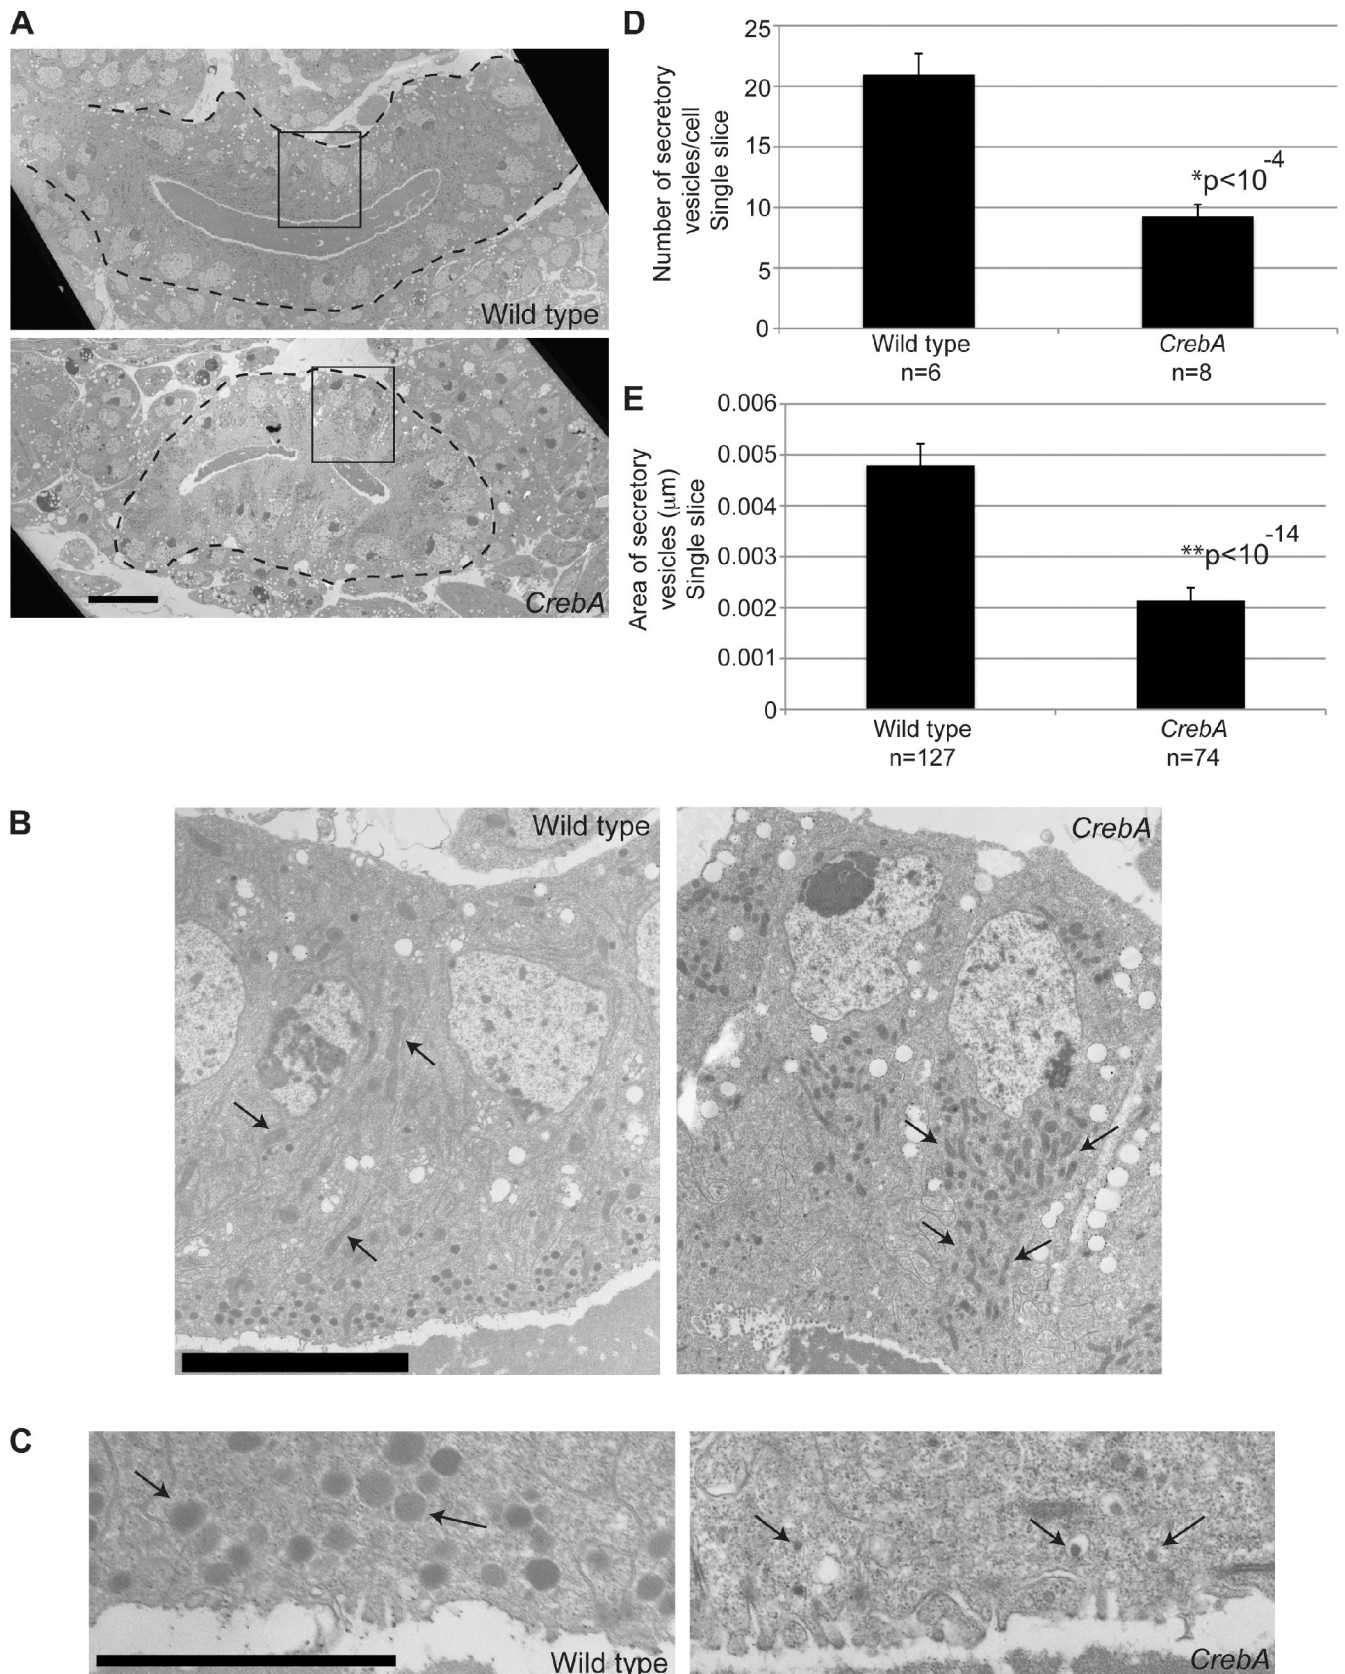 A
Wild type
CrebA
D
Number of secretory
vesicles/cell
Single slice
25
20
15
10
5
0
*p<10-4
Wild type
n=6
CrebA
n=8
E
Area of secretory
vesicles (μm)
Single slice
0.006
0.005
0.004
0.003
0.002
0.001
0
**p<10-14
Wild type
n=127
CrebA
n=74
B
Wild type
CrebA
C
Wild type
CrebA